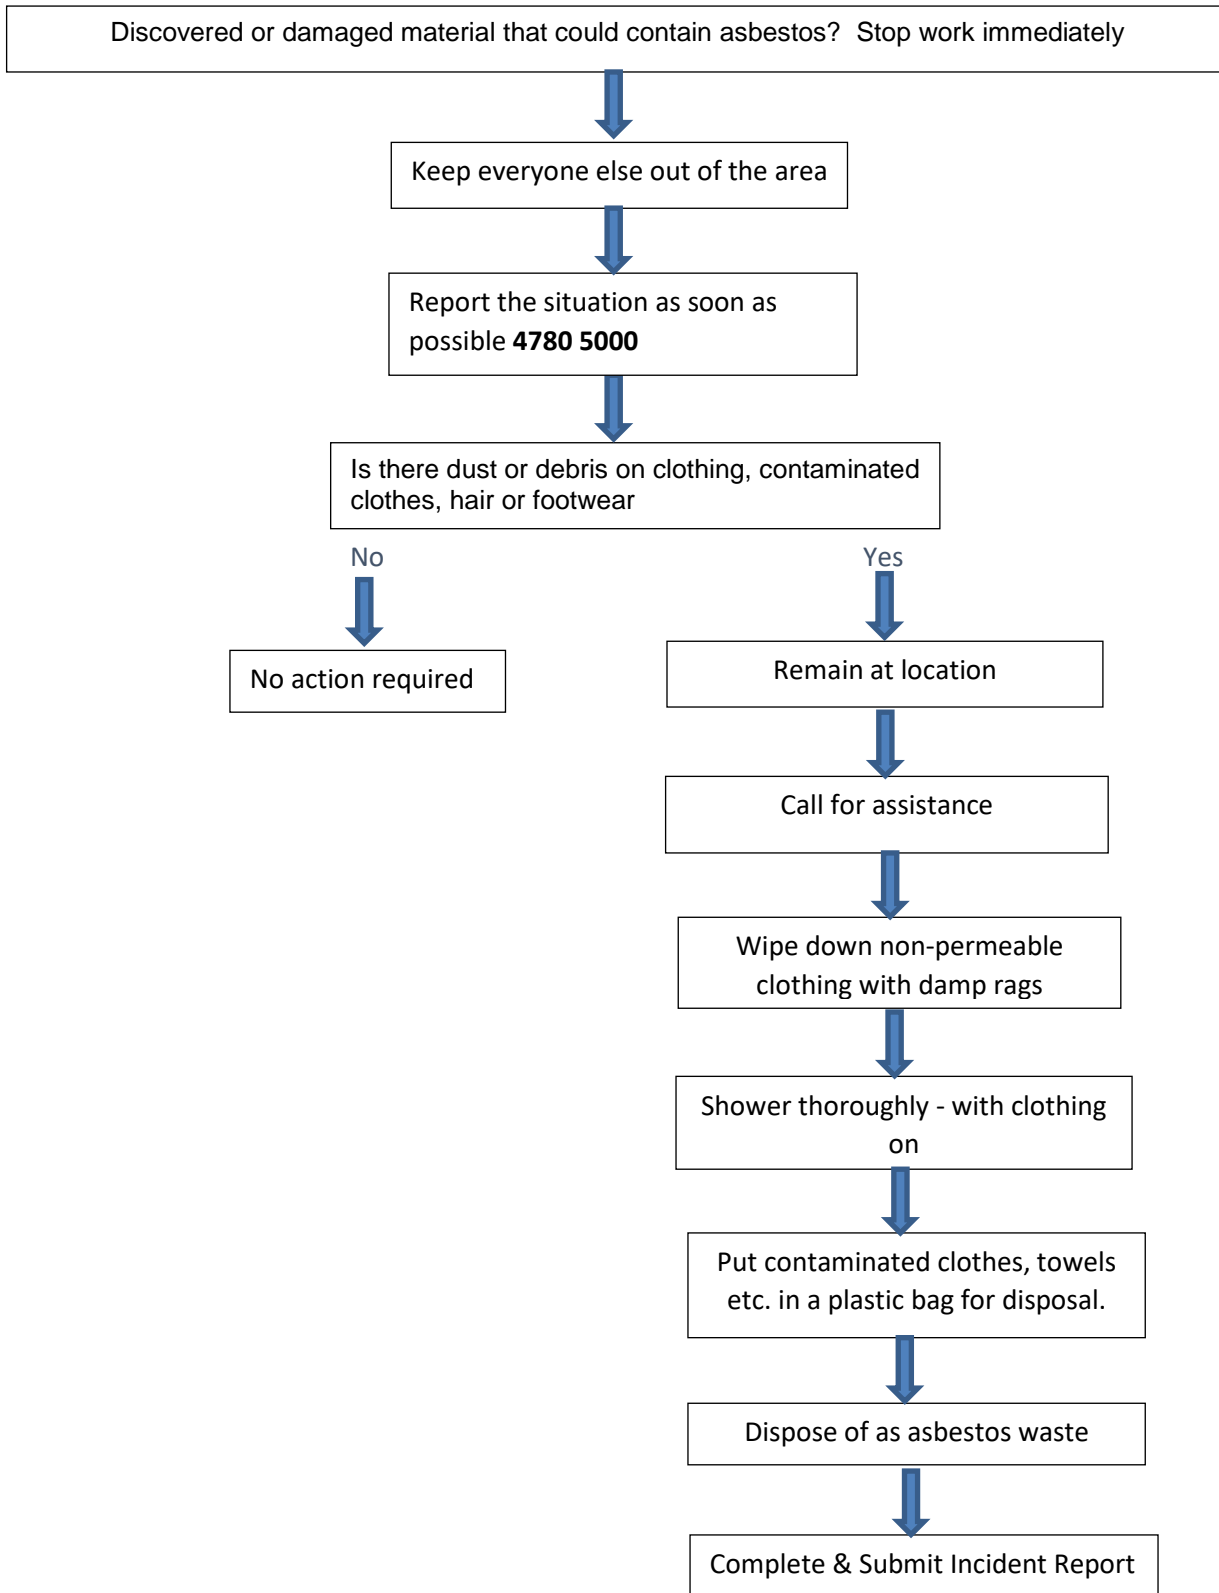 Discovered or damaged material that could contain asbestos?  Stop work immediately
Keep everyone else out of the area
Report the situation as soon as
possible 4780 5000
Is there dust or debris on clothing, contaminated
clothes, hair or footwear
No
Yes
No action required
Remain at location
Call for assistance
Wipe down non-permeable
clothing with damp rags
Shower thoroughly - with clothing
on
Put contaminated clothes, towels
etc. in a plastic bag for disposal.
Dispose of as asbestos waste
Complete & Submit Incident Report